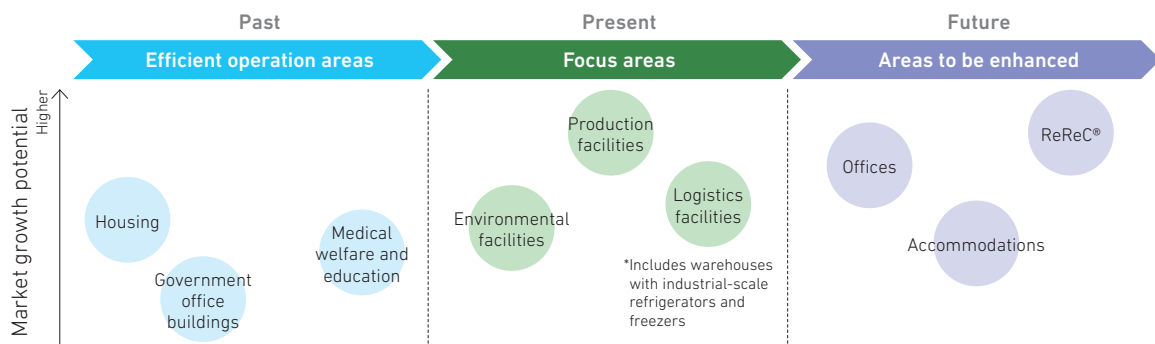 Past
Present
Future
Efficient operation areas
Focus areas
Areas to be enhanced
Market growth potential
Higher
Housing
Government
office
buildings
Medical
welfare and
education
Environmental
facilities
Production
facilities
Logistics
facilities
*Includes warehouses
with industrial-scale
refrigerators and
freezers
Offices
Accommodations
ReReC®